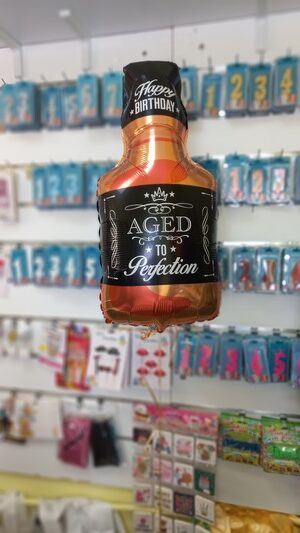 Happy
BIRTHDAY
AGED
TO
Perfection